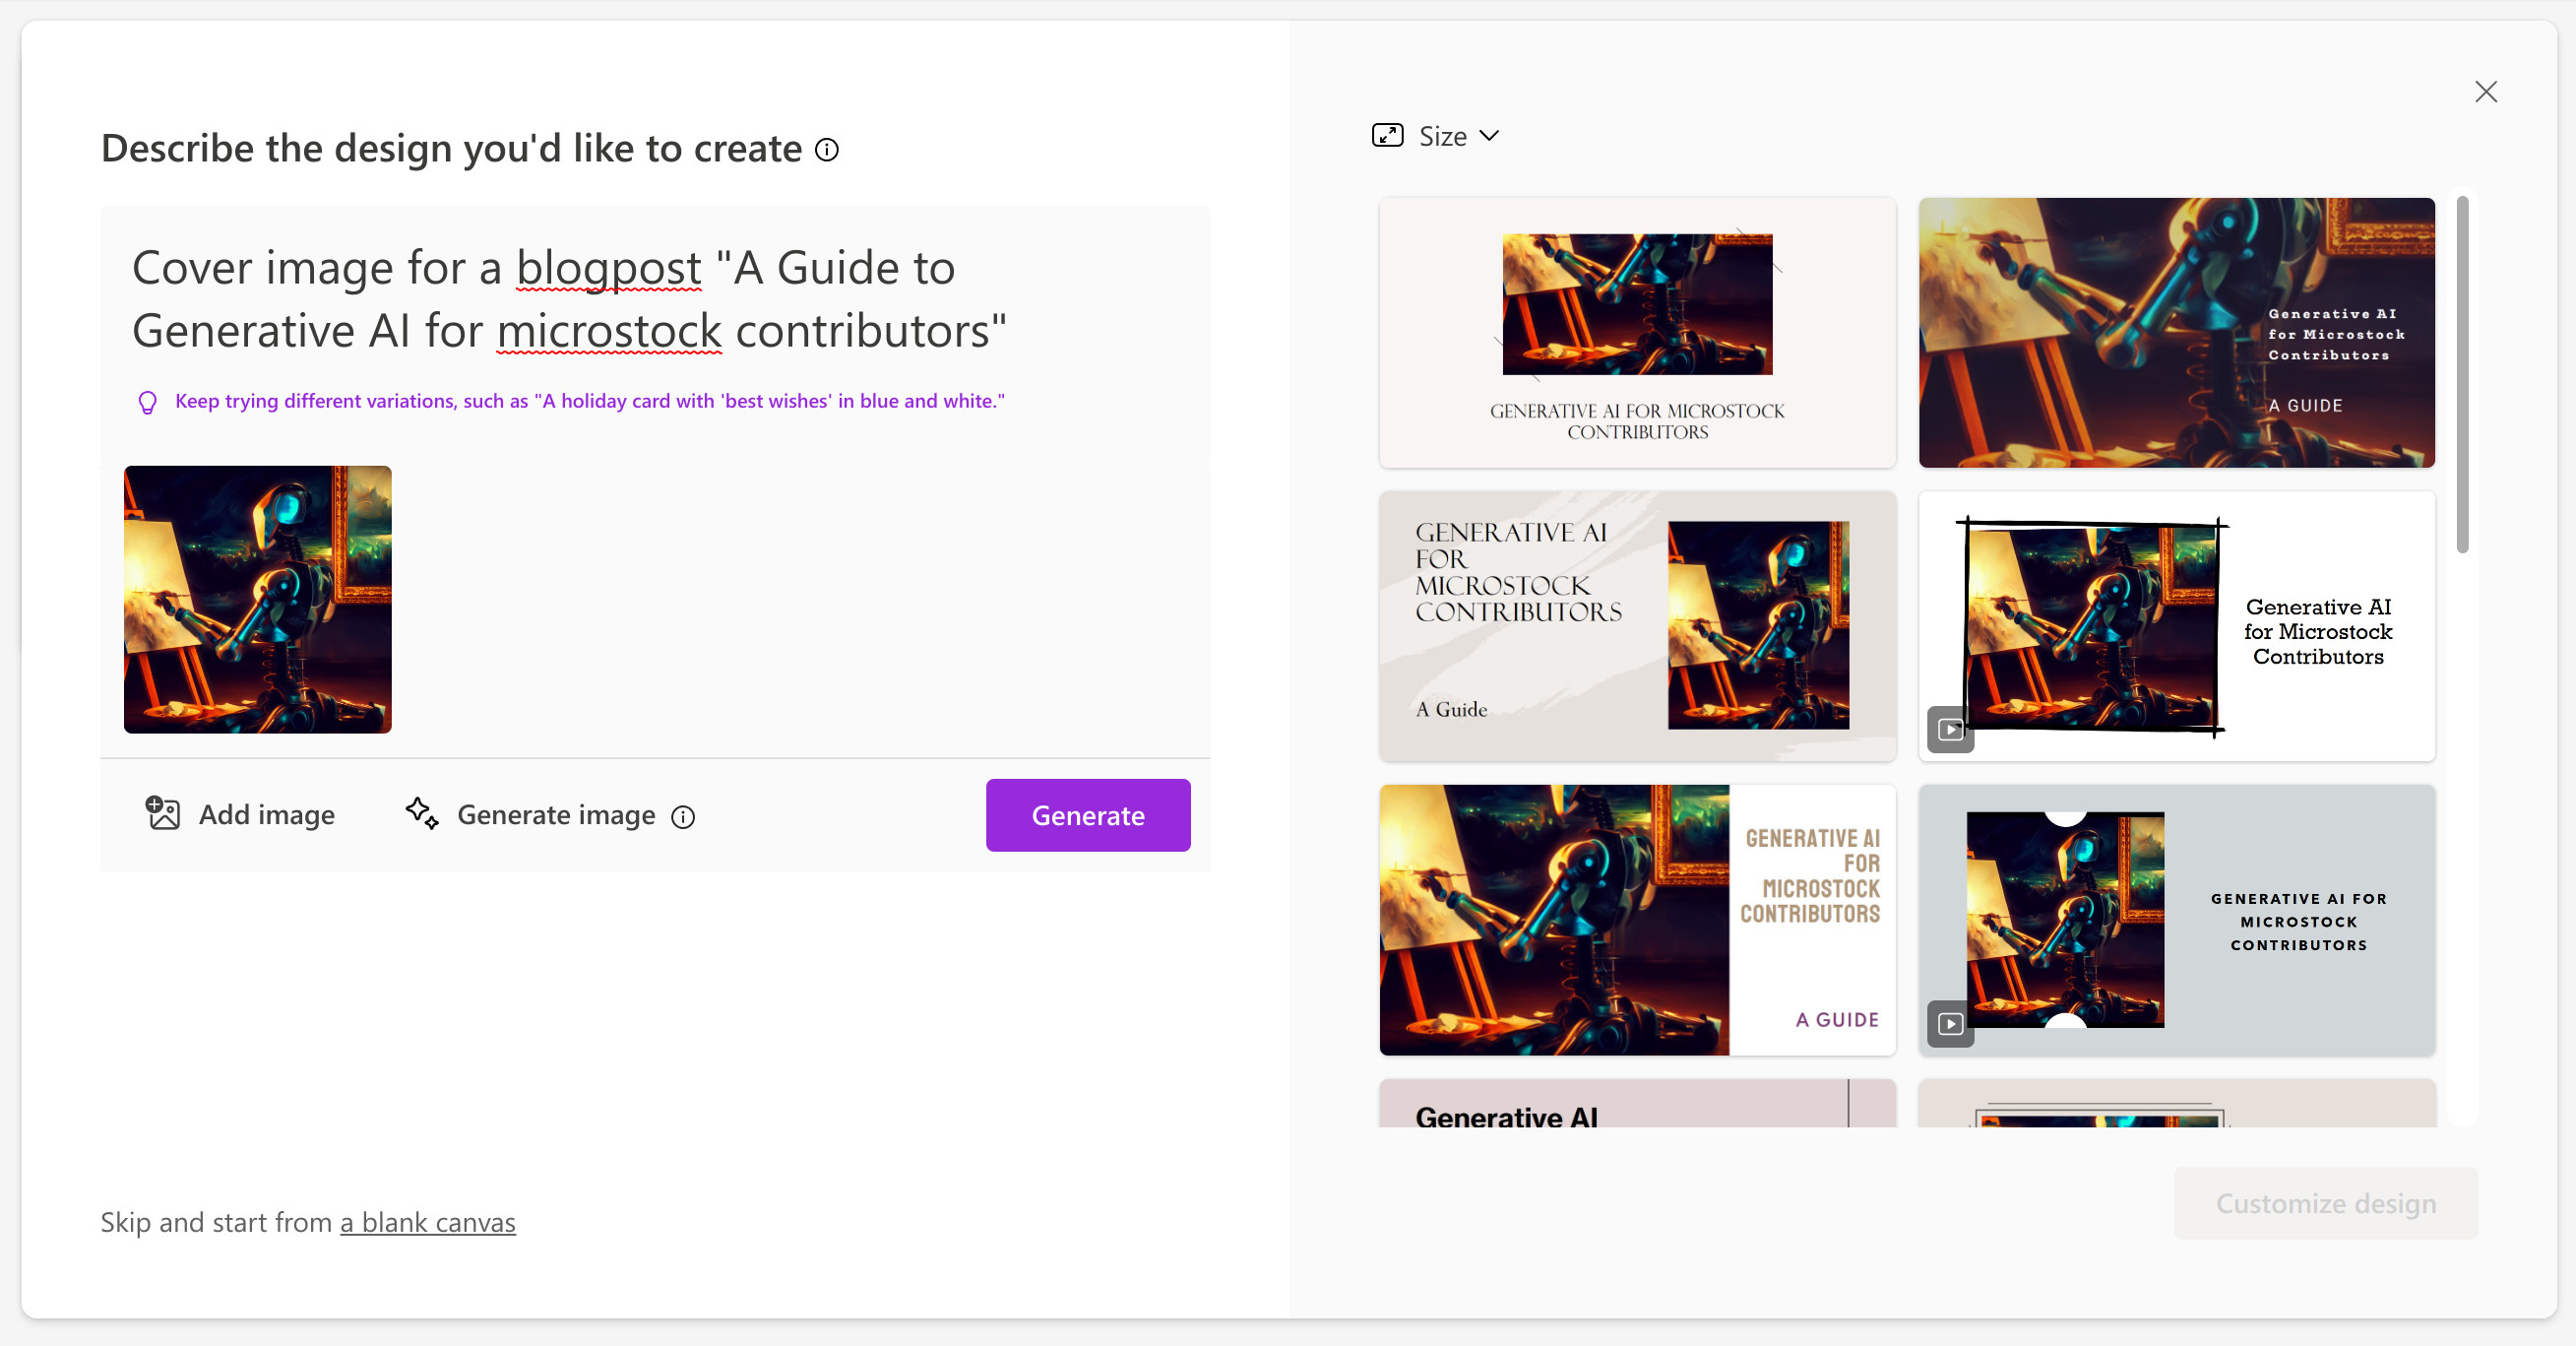 Describe the design you'd like to create
Cover image for a blogpost "A Guide to
Generative AI for microstock contributors"
Keep trying different variations, such as "A holiday card with 'best wishes' in blue and white."
Add image
Generate image
Generate
Skip and start from a blank canvas
Size
GENERATIVE AI FOR MICROSTOCK
CONTRIBUTORS
Generative AI
for Microstock
Contributors
A GUIDE
GENERATIVE AI
FOR
MICROSTOCK
CONTRIBUTORS
A Guide
Generative AI
for Microstock
Contributors
GENERATIVE AI
FOR
MICROSTOCK
CONTRIBUTORS
A GUIDE
GENERATIVE AI FOR
MICROSTOCK
CONTRIBUTORS
Generative AI
Customize design